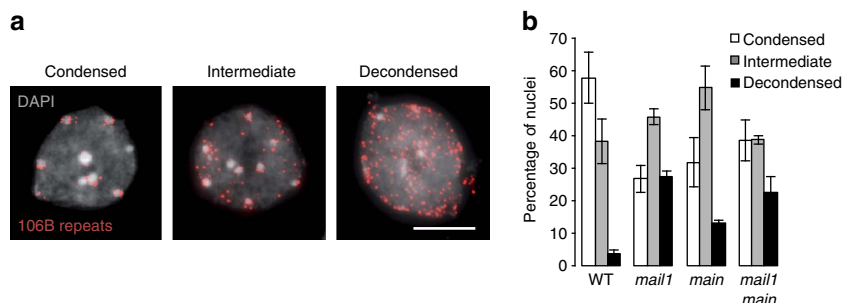 a
Condensed
Intermediate
Decondensed
DAPI
106B repeats
b
Condensed
Intermediate
Decondensed
Percentage of nuclei
70
60
50
40
30
20
10
0
WT
mail1
main
mail1
main